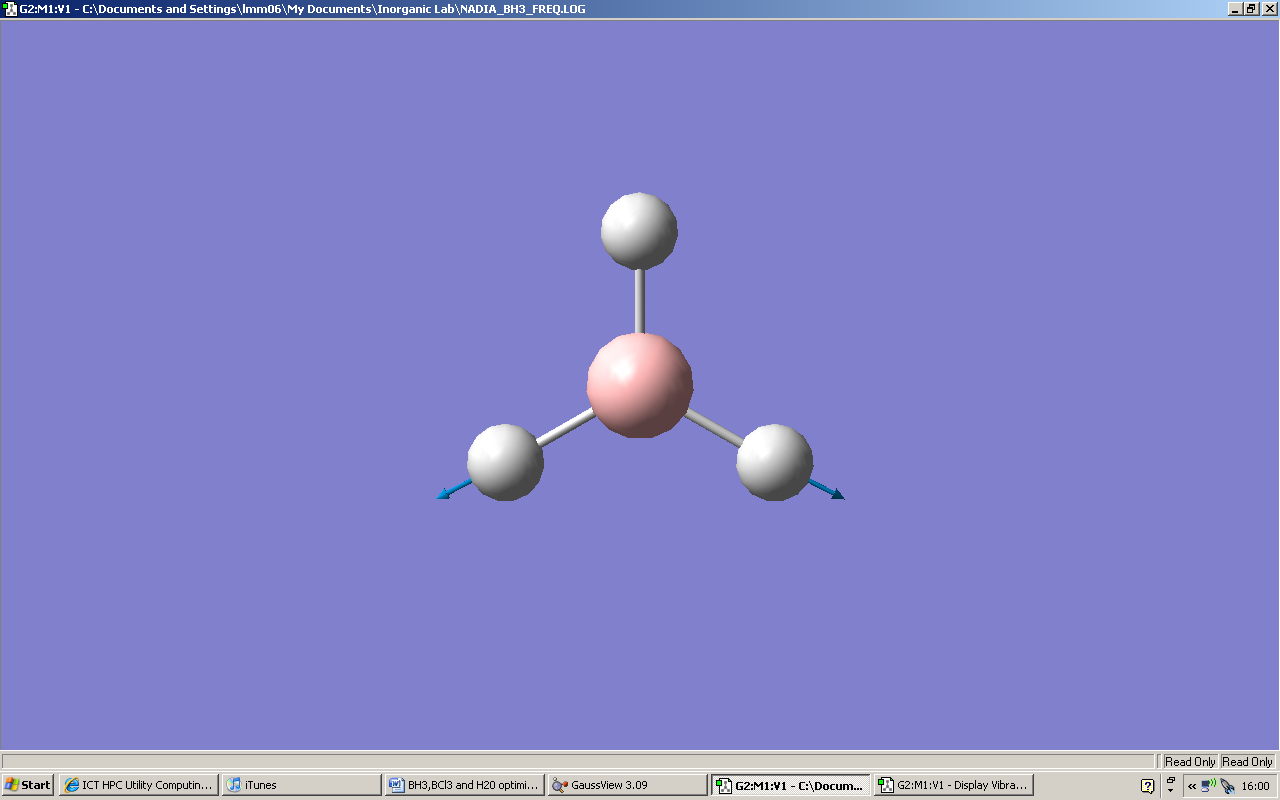 G2:M1:V1 - C:\Documents and Settings\lmm06\My Documents\Inorganic Lab\NADIA_BH3_FREQ.LOG
Read Only Read Only
Start ICT HPC Utility Computin... iTunes BH3,BCl3 and H20 optimi... GaussView 3.09 G2:M1:V1 - C:\Docum... G2:M1:V1 - Display Vibra... « 16:00